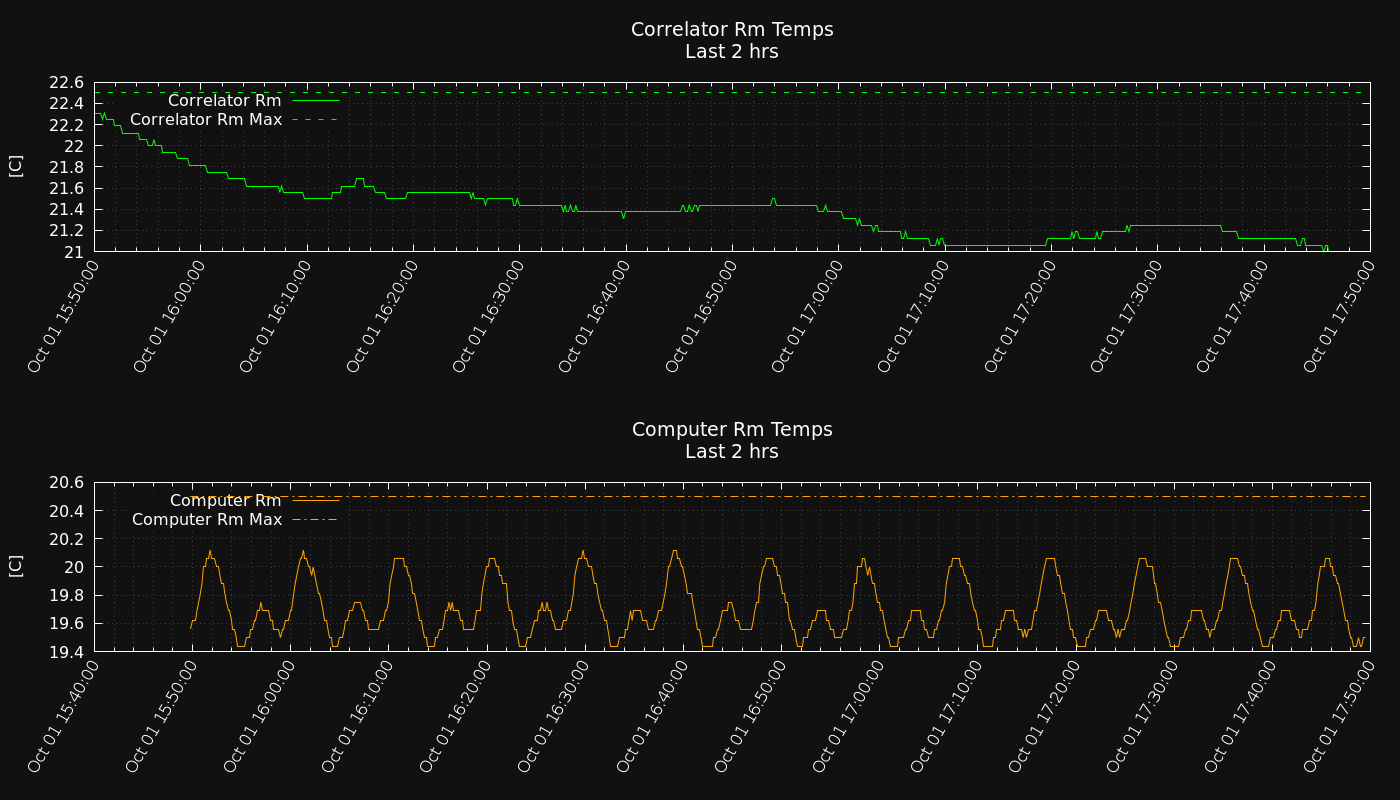 Correlator Rm Temps
Last 2 hrs
22.6
22.4
22.2
22
21.8
21.6
21.4
21.2
21
[C]
Correlator Rm
Correlator Rm Max
Oct 01 15:50:00
Oct 01 16:00:00
Oct 01 16:10:00
Oct 01 16:20:00
Oct 01 16:30:00
Oct 01 16:40:00
Oct 01 16:50:00
Oct 01 17:00:00
Oct 01 17:10:00
Oct 01 17:20:00
Oct 01 17:30:00
Oct 01 17:40:00
Oct 01 17:50:00
Computer Rm Temps
Last 2 hrs
20.6
20.4
20.2
20
19.8
19.6
19.4
[C]
Computer Rm
Computer Rm Max
Oct 01 15:40:00
Oct 01 15:50:00
Oct 01 16:00:00
Oct 01 16:10:00
Oct 01 16:20:00
Oct 01 16:30:00
Oct 01 16:40:00
Oct 01 16:50:00
Oct 01 17:00:00
Oct 01 17:10:00
Oct 01 17:20:00
Oct 01 17:30:00
Oct 01 17:40:00
Oct 01 17:50:00